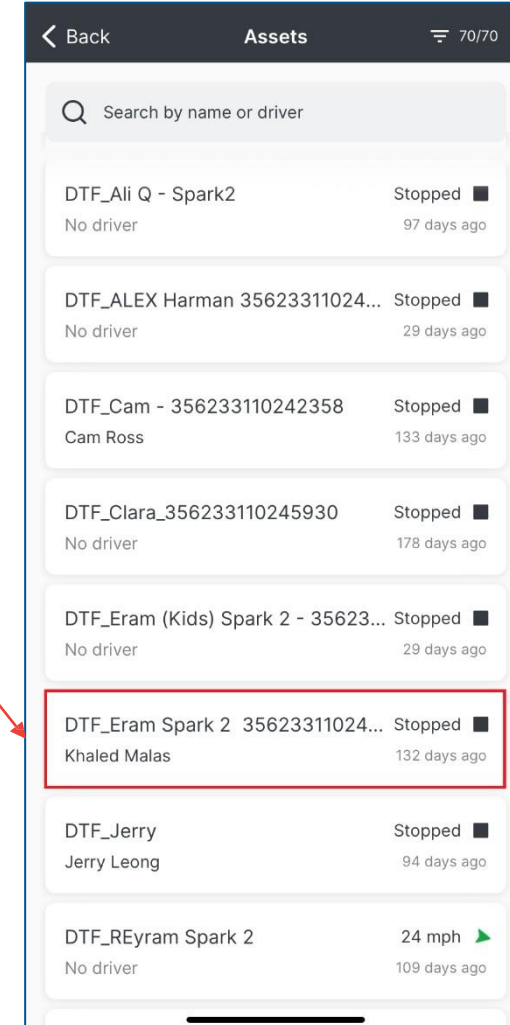 Back Assets 70/70
Search by name or driver
DTF_Ali Q - Spark2 Stopped
No driver 97 days ago
DTF_ALEX Harman 35623311024... Stopped
No driver 29 days ago
DTF_Cam - 356233110242358 Stopped
Cam Ross 133 days ago
DTF_Clara_356233110245930 Stopped
No driver 178 days ago
DTF_Eram (Kids) Spark 2 - 35623... Stopped
No driver 29 days ago
DTF_Eram Spark 2 35623311024... Stopped
Khaled Malas 132 days ago
DTF_Jerry Stopped
Jerry Leong 94 days ago
DTF_REyram Spark 2 24 mph
No driver 109 days ago